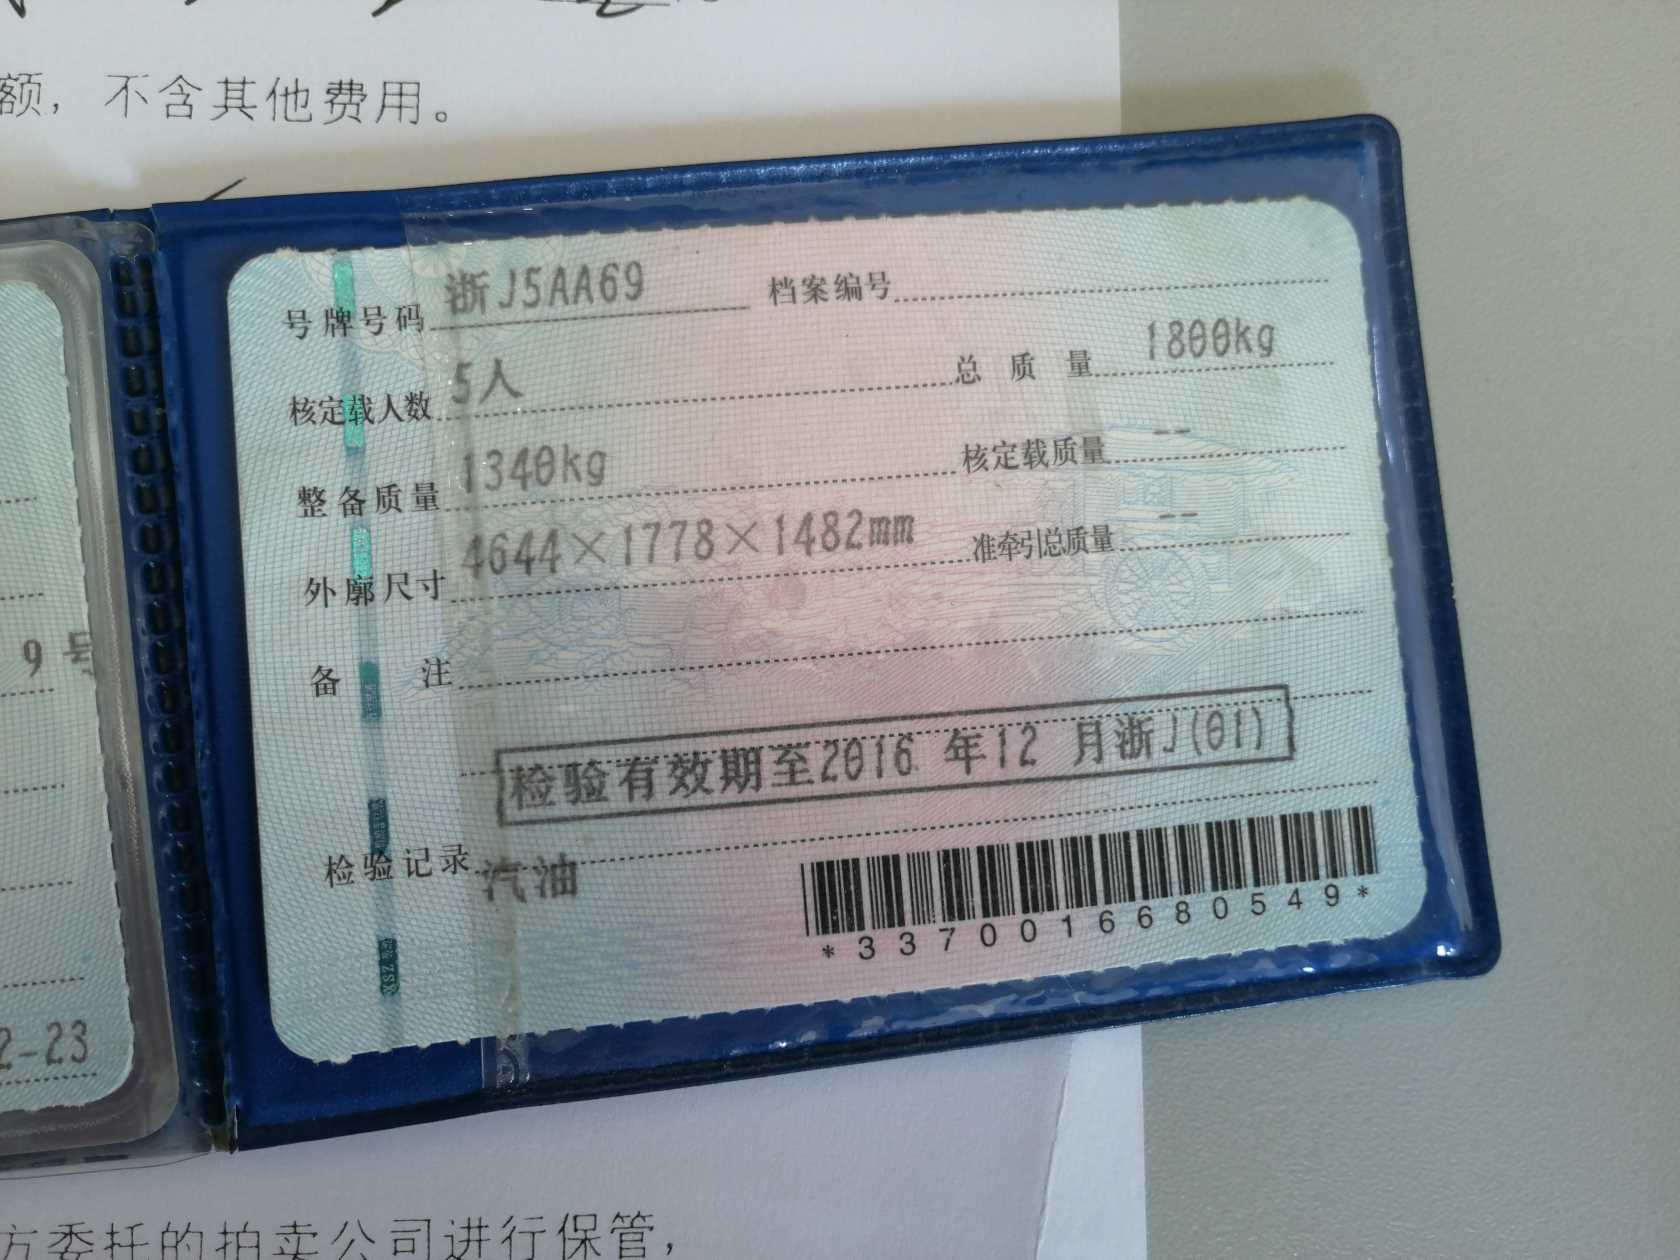 额，不含其他费用。
号牌号码 浙J5AA69 档案编号
核定载人数 5人 总质量 1800kg
整备质量 1340kg 核定载质量 --
外廓尺寸 4644×1778×1482mm 准牵引总质量 --
备注
检验有效期至2016 年12 月浙J(01)
检验记录 汽油
*3370016680549*
9号
2-23
方委托的拍卖公司进行保管，